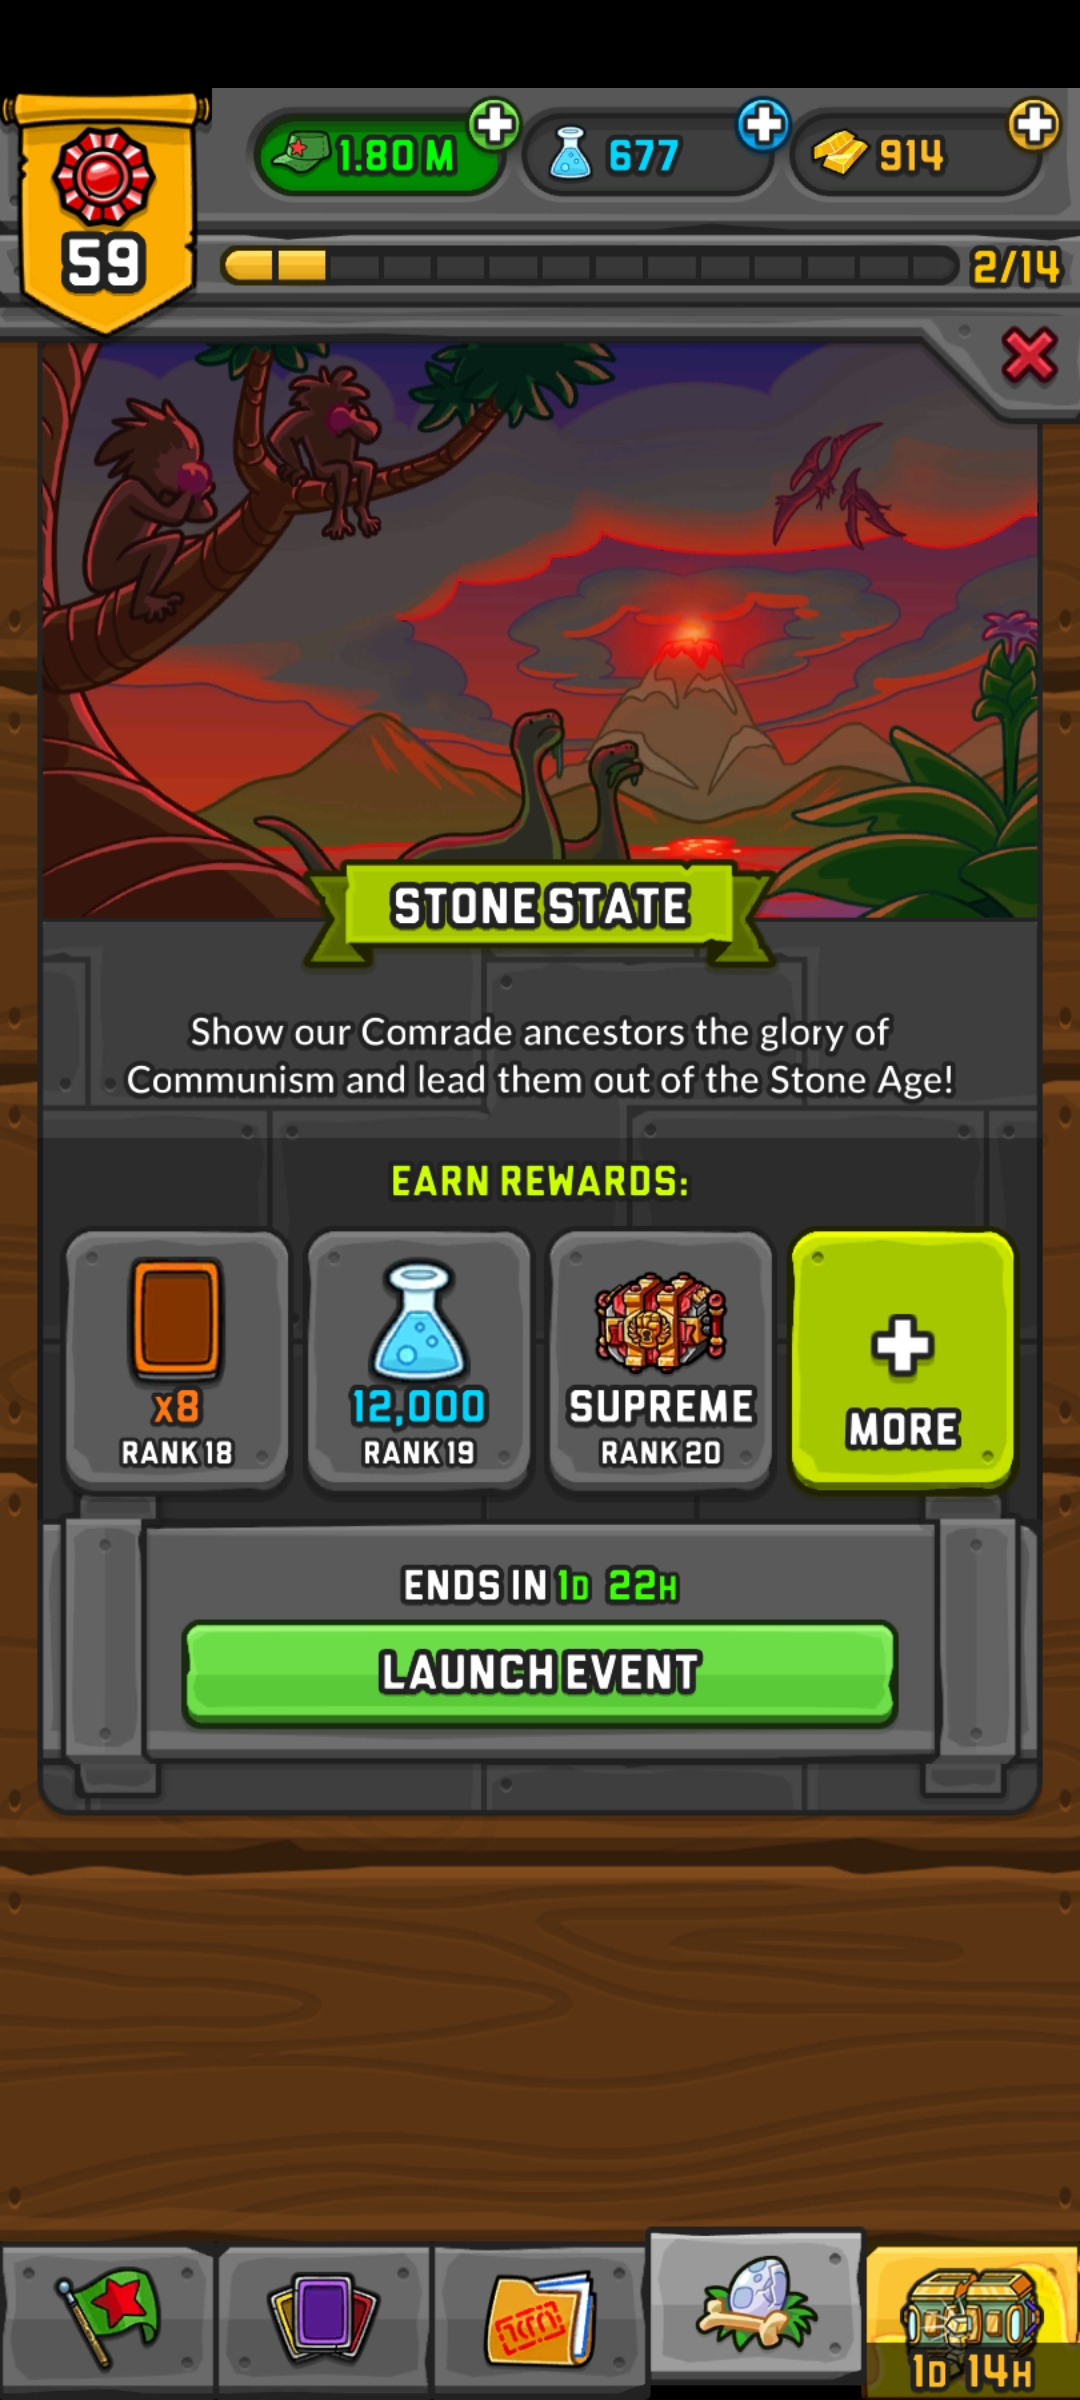 59
1.80 M
677
914
2/14
STONE STATE
Show our Comrade ancestors the glory of
Communism and lead them out of the Stone Age!
EARN REWARDS:
x8
RANK 18
12,000
RANK 19
SUPREME
RANK 20
MORE
ENDS IN 1D 22H
LAUNCH EVENT
1D 14H